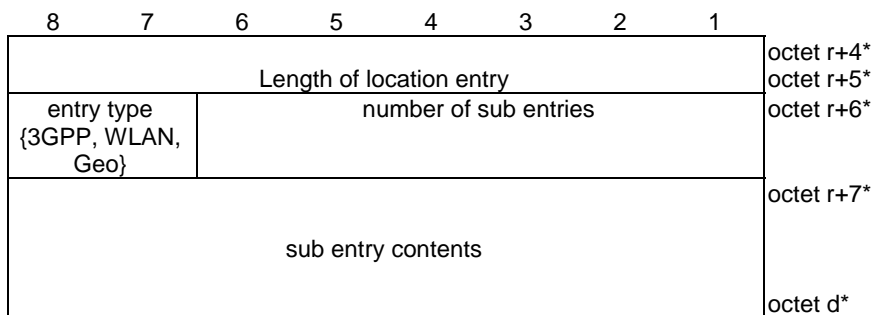 8 7 6 5 4 3 2 1
octet r+4*
Length of location entry octet r+5*
entry type number of sub entries octet r+6*
{3GPP, WLAN,
Geo}
octet r+7*
sub entry contents
octet d*